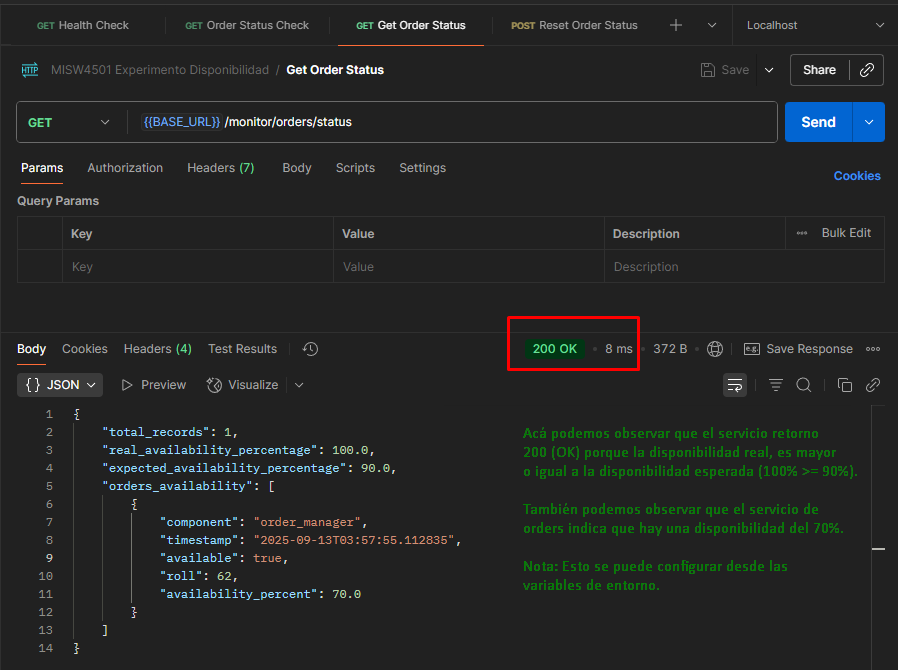 GET Health Check GET Order Status Check GET Get Order Status POST Reset Order Status Localhost
HTTP MISW4501 Experimento Disponibilidad / Get Order Status Save Share
GET {{BASE_URL}} /monitor/orders/status Send
Params Authorization Headers (7) Body Scripts Settings Cookies
Query Params
Key Value Description Bulk Edit
Key Value Description
Body Cookies Headers (4) Test Results 200 OK • 8 ms • 372 B • Save Response
{} JSON Preview Visualize
1 {
2 "total_records": 1,
3 "real_availability_percentage": 100.0,
4 "expected_availability_percentage": 90.0,
5 "orders_availability": [
6 {
7 "component": "order_manager",
8 "timestamp": "2025-09-13T03:57:55.112835",
9 "available": true,
10 "roll": 62,
11 "availability_percent": 70.0
12 }
13 ]
14 }
Acá podemos observar que el servicio retorno
200 (OK) porque la disponibilidad real, es mayor
o igual a la disponibilidad esperada (100% >= 90%).
También podemos observar que el servicio de
orders indica que hay una disponibilidad del 70%.
Nota: Esto se puede configurar desde las
variables de entorno.